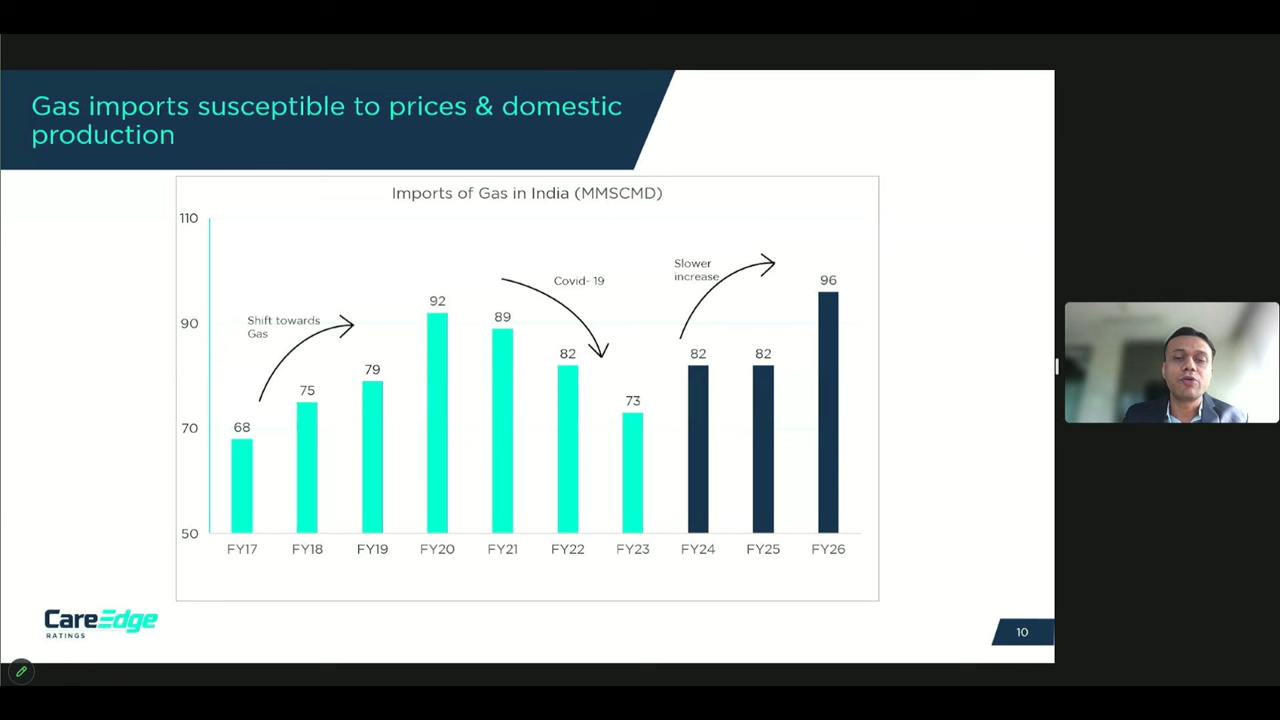 Gas imports susceptible to prices & domestic
production
Imports of Gas in India (MMSCMD)
110
90
70
50
Shift towards
Gas
Covid- 19
Slower
increase
68
75
79
92
89
82
73
82
82
96
FY17
FY18
FY19
FY20
FY21
FY22
FY23
FY24
FY25
FY26
CareEdge
RATINGS
10